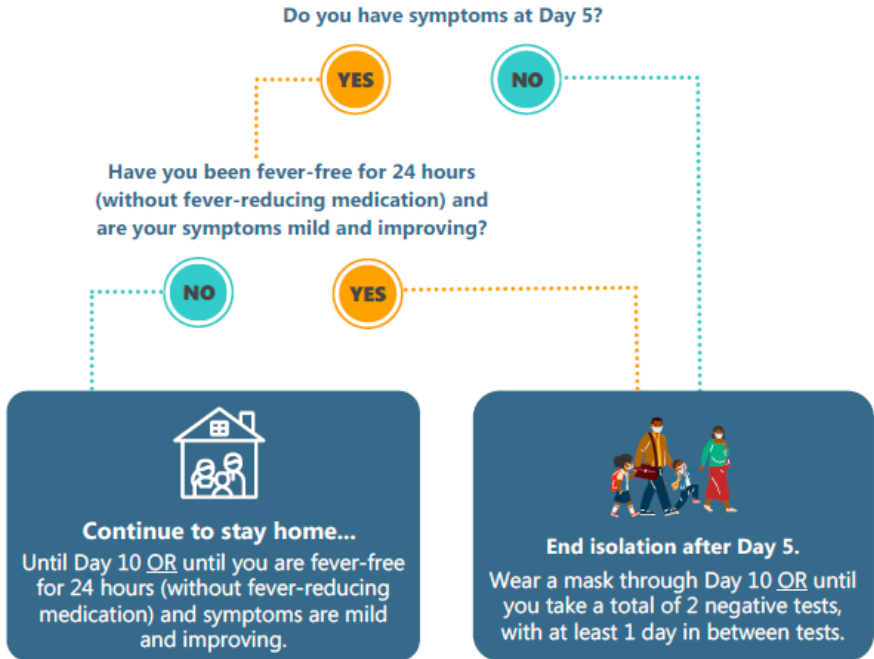 Do you have symptoms at Day 5?
YES
NO
Have you been fever-free for 24 hours
(without fever-reducing medication) and
are your symptoms mild and improving?
NO
YES
Continue to stay home...
Until Day 10 OR until you are fever-free
for 24 hours (without fever-reducing
medication) and symptoms are mild
and improving.
End isolation after Day 5.
Wear a mask through Day 10 OR until
you take a total of 2 negative tests,
with at least 1 day in between tests.